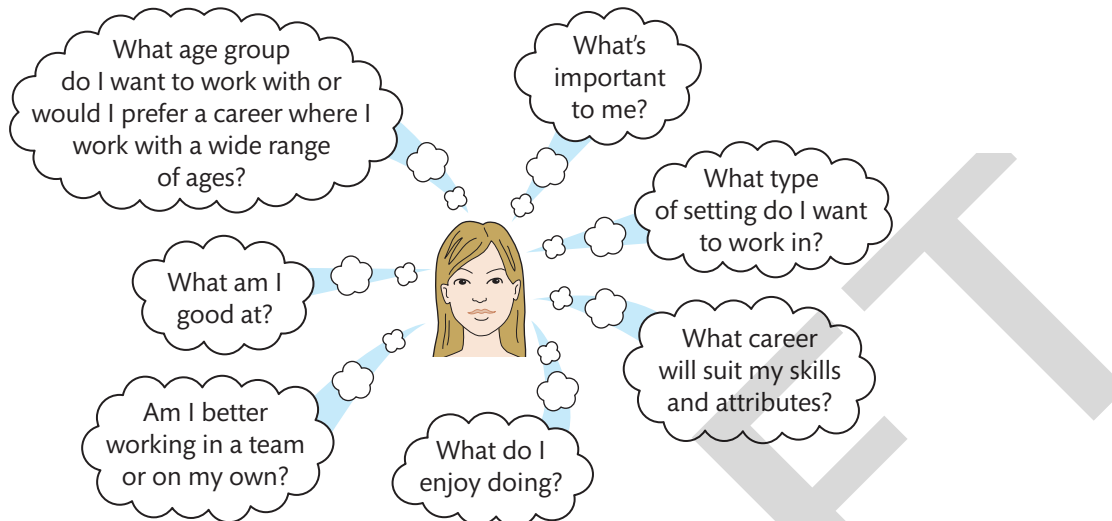 What age group
do I want to work with or
would I prefer a career where I
work with a wide range
of ages?
What's
important
to me?
What type
of setting do I want
to work in?
What am I
good at?
What career
will suit my skills
and attributes?
Am I better
working in a team
or on my own?
What do I
enjoy doing?